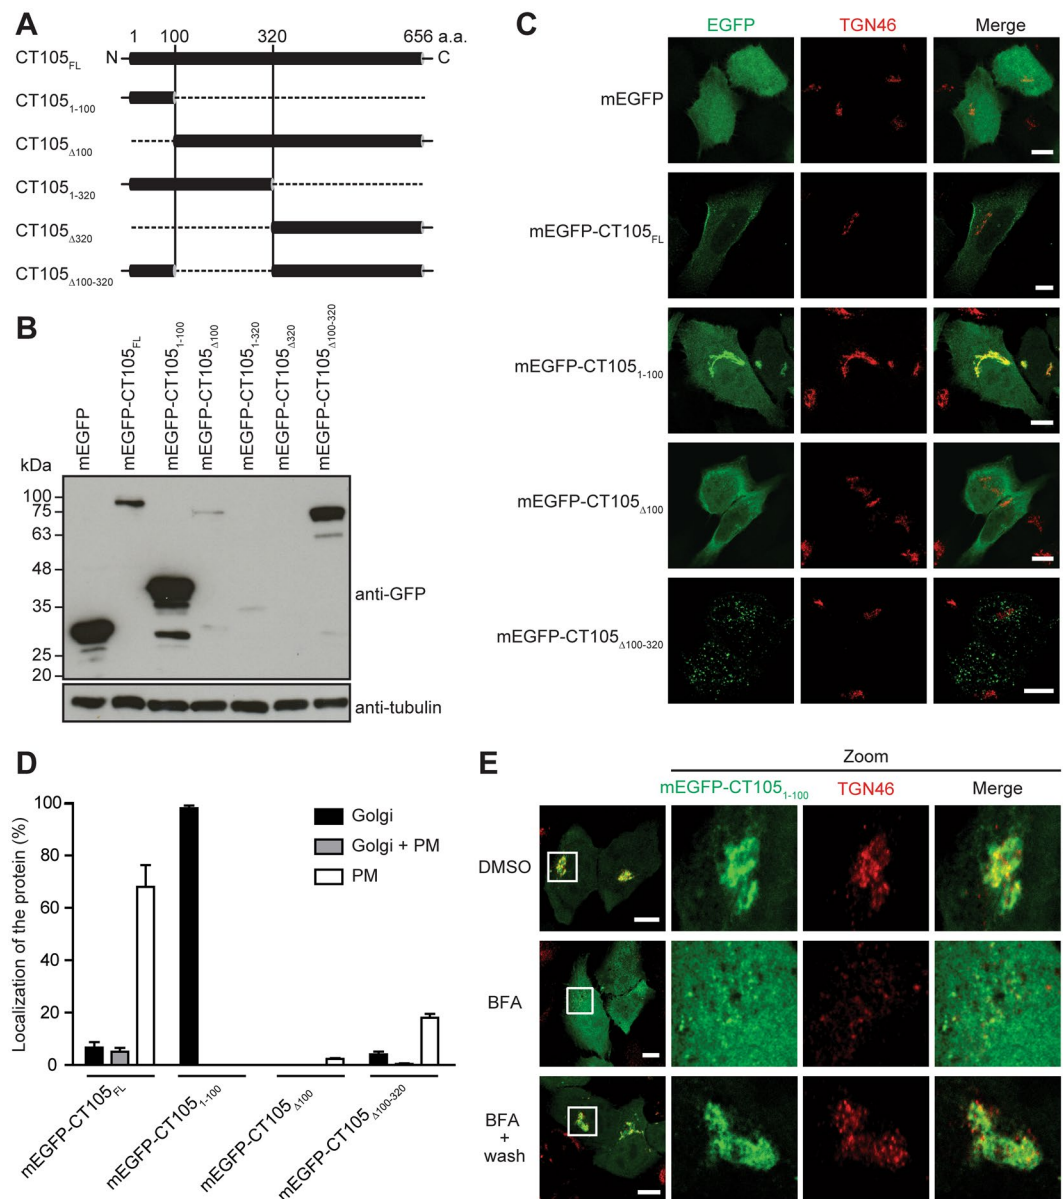 A
1 100 320 656 a.a.
CT105FL N C
CT1051-100
CT105Δ100
CT1051-320
CT105Δ320
CT105Δ100-320
B
mEGFP
mEGFP-CT105FL
mEGFP-CT1051-100
mEGFP-CT105Δ100
mEGFP-CT1051-320
mEGFP-CT105Δ320
mEGFP-CT105Δ100-320
kDa
100
75
63
48
35
25
20
anti-GFP
anti-tubulin
C
EGFP TGN46 Merge
mEGFP
mEGFP-CT105FL
mEGFP-CT1051-100
mEGFP-CT105Δ100
mEGFP-CT105Δ100-320
D
Localization of the protein (%)
100
80
60
40
20
0
Golgi
Golgi + PM
PM
mEGFP-CT105FL
mEGFP-CT1051-100
mEGFP-CT105Δ100
mEGFP-CT105Δ100-320
E
Zoom
mEGFP-CT1051-100 TGN46 Merge
DMSO
BFA
BFA
+
wash